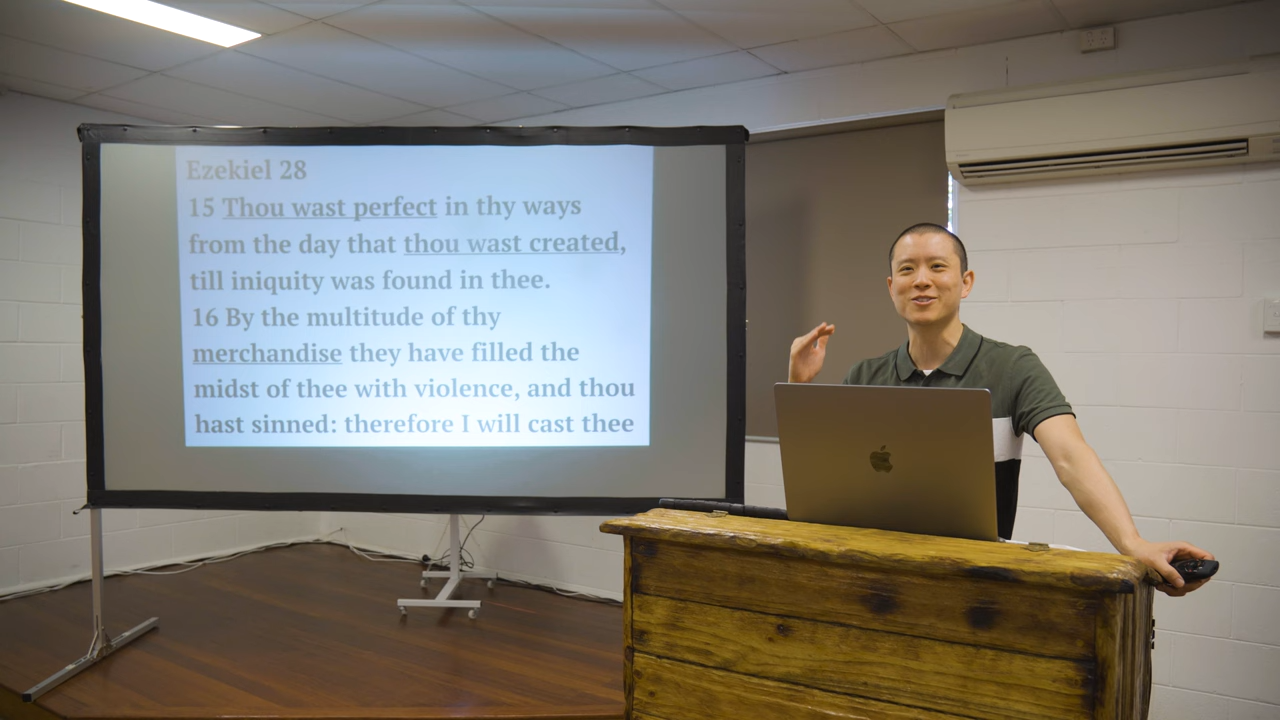 Ezekiel 28
15 Thou wast perfect in thy ways
from the day that thou wast created,
till iniquity was found in thee.
16 By the multitude of thy
merchandise they have filled the
midst of thee with violence, and thou
hast sinned: therefore I will cast thee